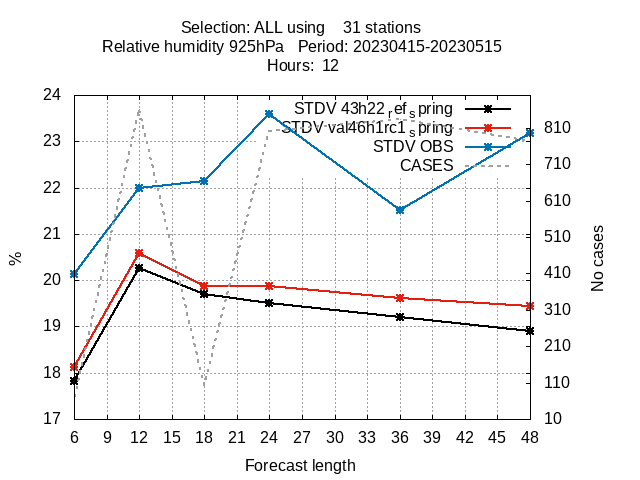 Selection: ALL using    31 stations
Relative humidity 925hPa   Period: 20230415-20230515
Hours:  12
24
23
22
21
20
19
18
17
%
STDV 43h22_ref_spring
STDV val46h1rc1_spring
STDV OBS
CASES
810
710
610
510
410
310
210
110
10
No cases
6 9 12 15 18 21 24 27 30 33 36 39 42 45 48
Forecast length